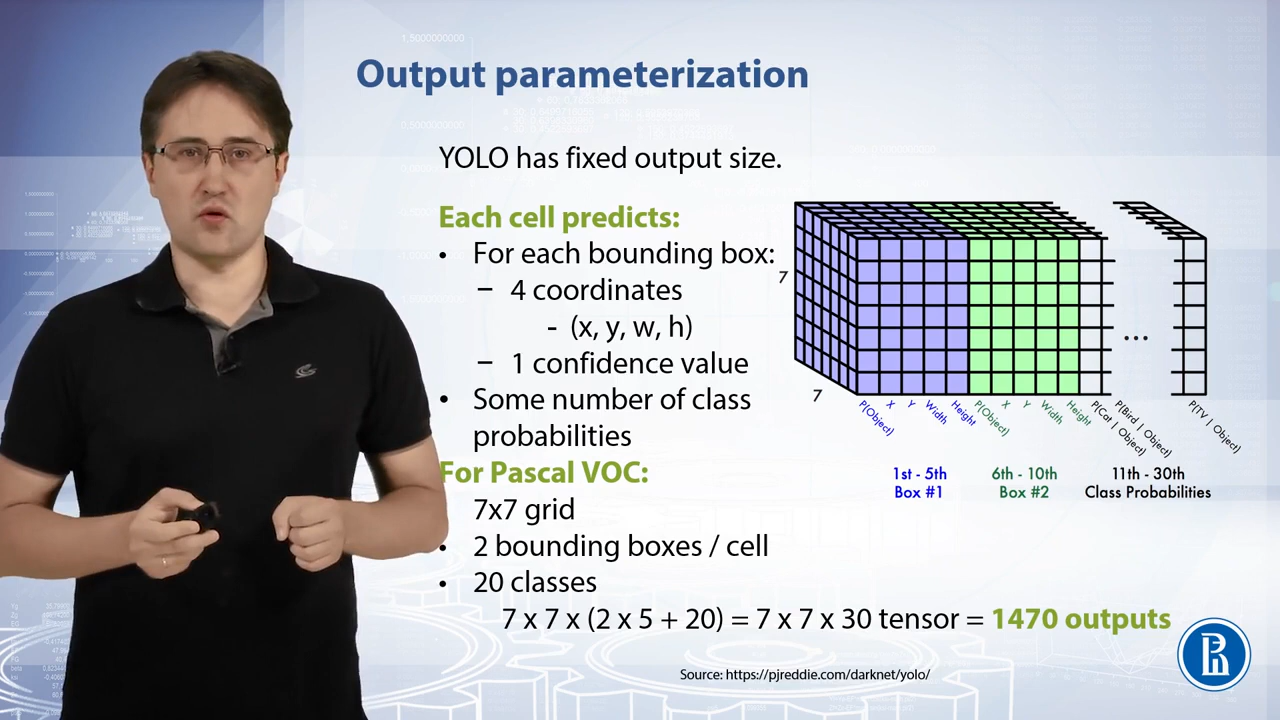 Output parameterization
YOLO has fixed output size.
Each cell predicts:
• For each bounding box:
– 4 coordinates
- (x, y, w, h)
– 1 confidence value
• Some number of class
probabilities
For Pascal VOC:
7x7 grid
• 2 bounding boxes / cell
• 20 classes
7 x 7 x (2 x 5 + 20) = 7 x 7 x 30 tensor = 1470 outputs
7
7
...
P(Object)
X
Y
Width
Height
P(Object)
X
Y
Width
Height
P(Cat | Object)
P(Bird | Object)
P(TV | Object)
1st - 5th
Box #1
6th - 10th
Box #2
11th - 30th
Class Probabilities
Source: https://pjreddie.com/darknet/yolo/